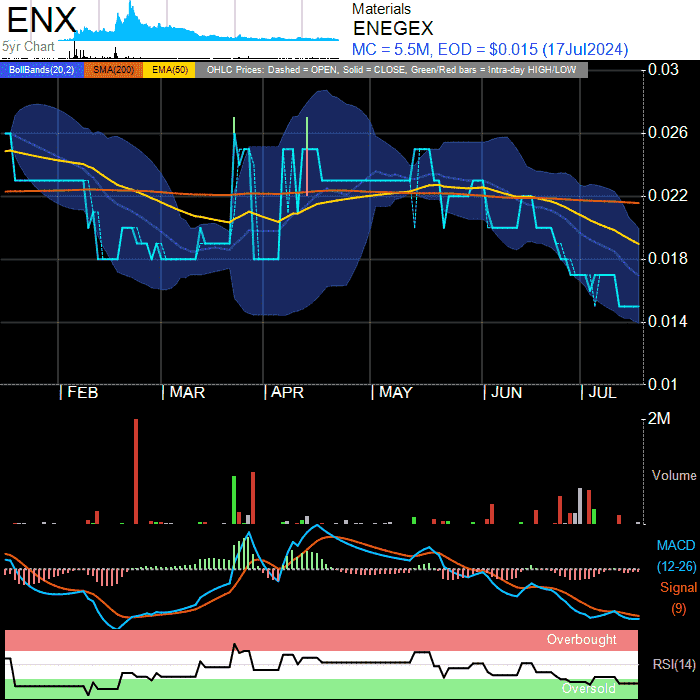 ENX
Materials
ENEGEX
5yr Chart
MC = 5.5M, EOD = $0.015 (17Jul2024)
BollBands(20,2) SMA(200) EMA(50) OHLC Prices: Dashed = OPEN, Solid = CLOSE, Green/Red bars = Intra-day HIGH/LOW
0.03
0.026
0.022
0.018
0.014
0.01
FEB MAR APR MAY JUN JUL
2M
Volume
MACD
(12-26)
Signal
(9)
Overbought
RSI(14)
Oversold